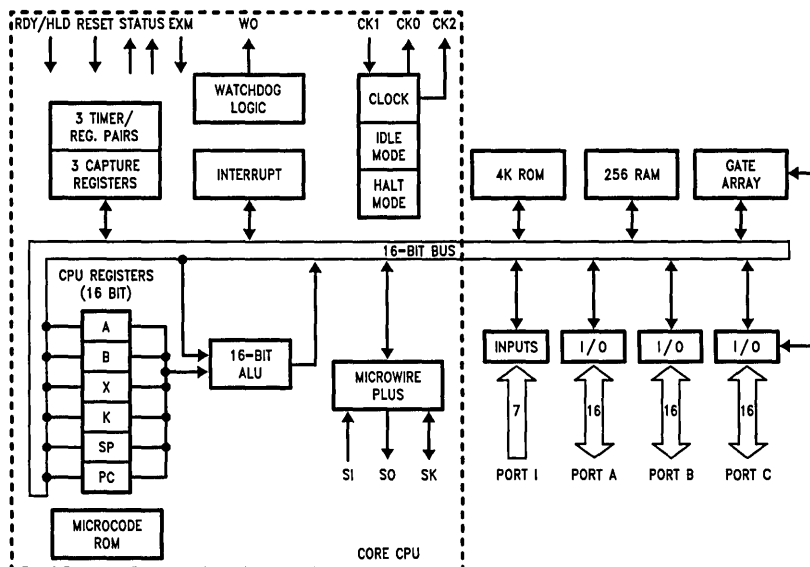 RDY/HLD RESET STATUS EXM WO CK1 CK0 CK2
WATCHDOG
LOGIC
CLOCK
3 TIMER/
REG. PAIRS
IDLE
MODE
3 CAPTURE
REGISTERS
INTERRUPT
HALT
MODE
4K ROM
256 RAM
GATE
ARRAY
16-BIT BUS
CPU REGISTERS
(16 BIT)
A
B
X
K
SP
PC
16-BIT
ALU
MICROWIRE
PLUS
INPUTS
I/O
I/O
I/O
7
16
16
16
SI SO SK
PORT I PORT A PORT B PORT C
MICROCODE
ROM
CORE CPU